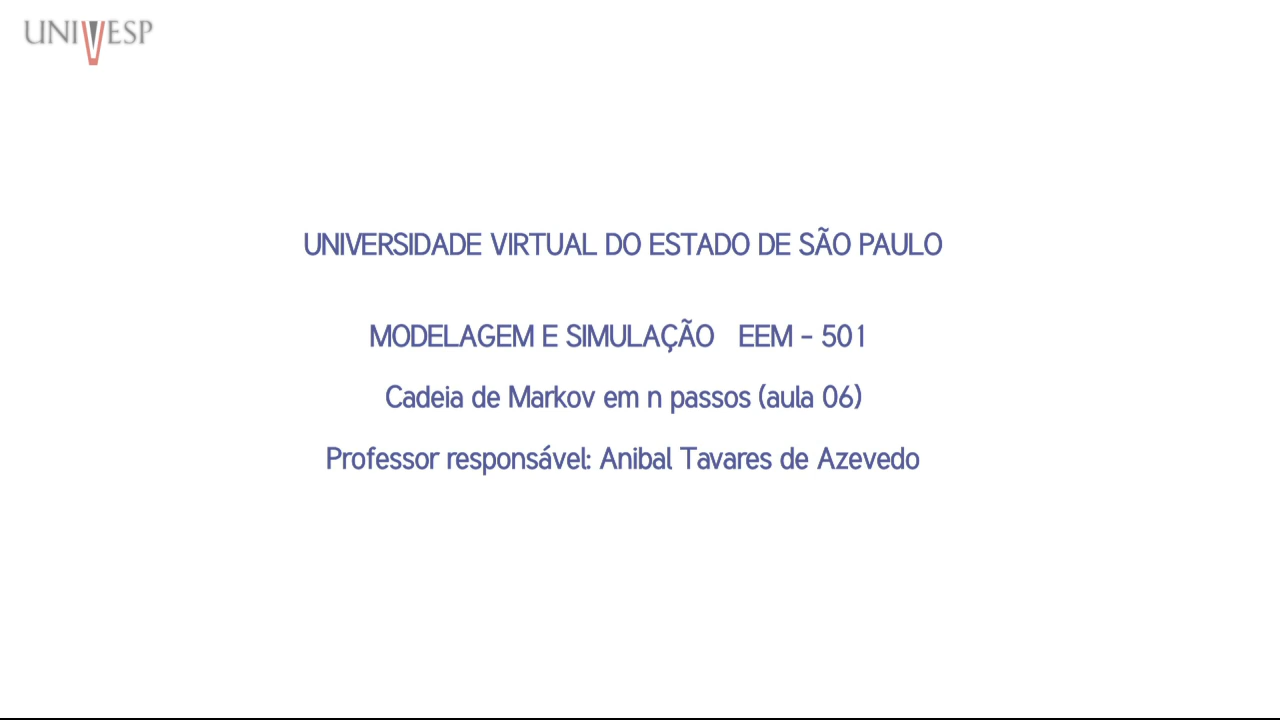 UNIVESP
UNIVERSIDADE VIRTUAL DO ESTADO DE SÃO PAULO
MODELAGEM E SIMULAÇÃO EEM - 501
Cadeia de Markov em n passos (aula 06)
Professor responsável: Anibal Tavares de Azevedo